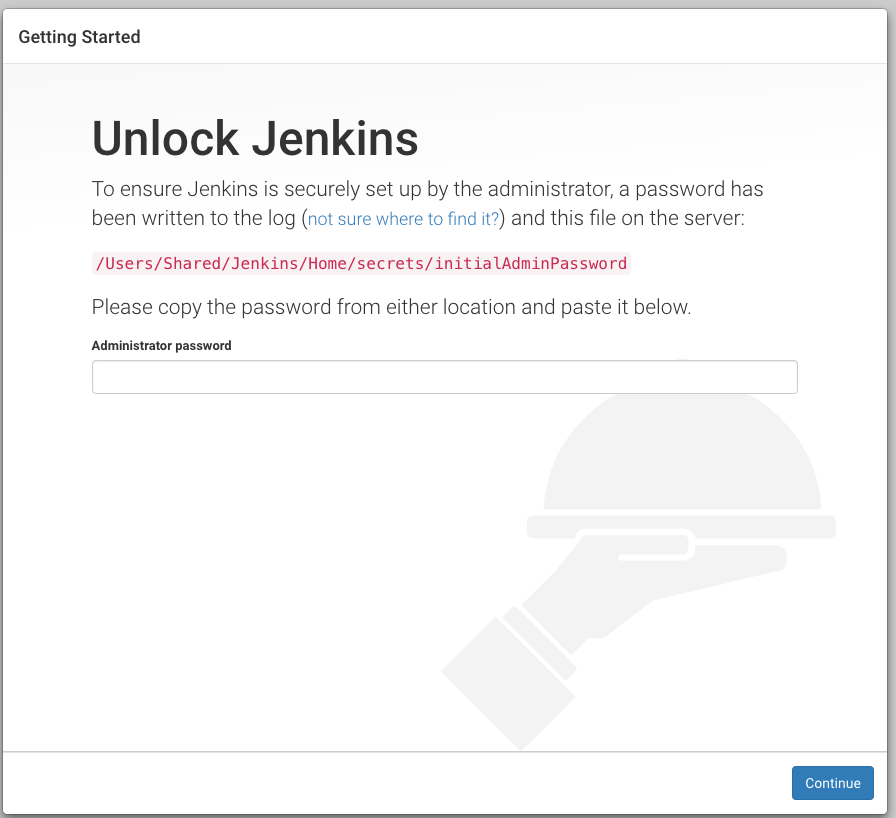 Getting Started
Unlock Jenkins
To ensure Jenkins is securely set up by the administrator, a password has
been written to the log (not sure where to find it?) and this file on the server:
/Users/Shared/Jenkins/Home/secrets/initialAdminPassword
Please copy the password from either location and paste it below.
Administrator password
Continue